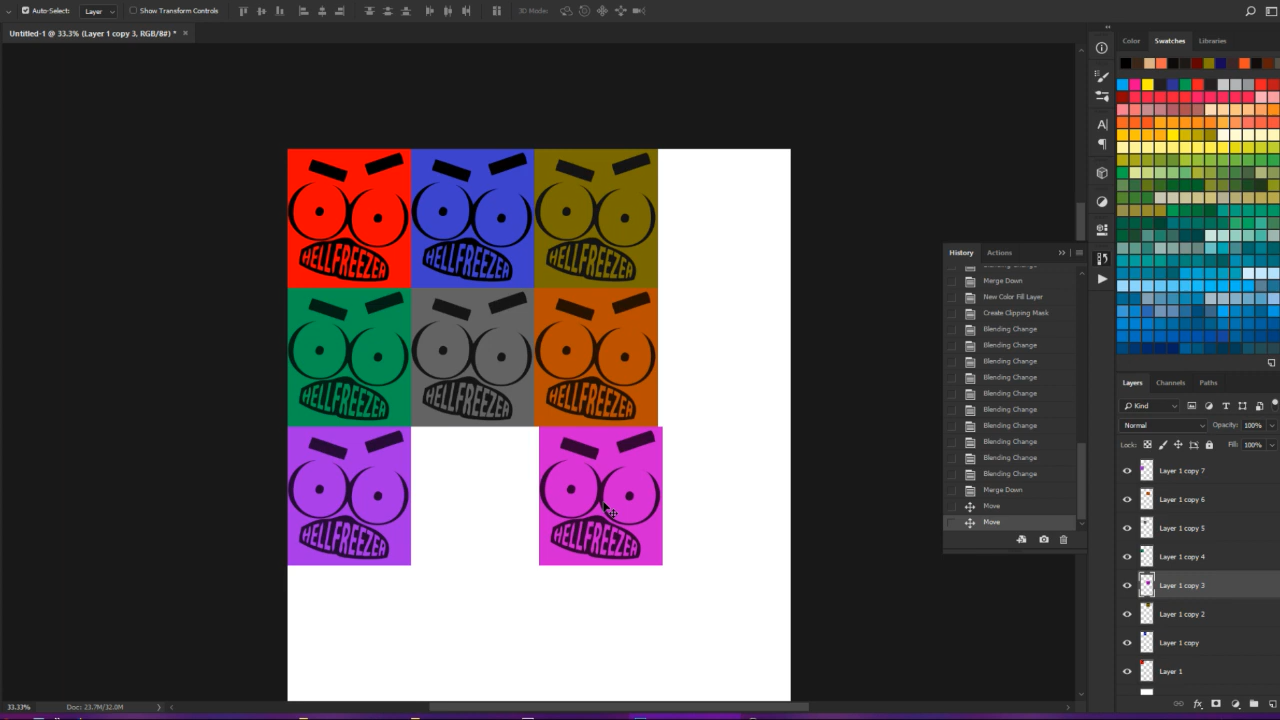 Auto-Select: Layer Show Transform Controls 3D Mode:
Untitled-1 @ 33.3% (Layer 1 copy 3, RGB/8#) *
Color Swatches Libraries
HELLFREEZER HELLFREEZER HELLFREEZER
HELLFREEZER HELLFREEZER HELLFREEZER
HELLFREEZER HELLFREEZER
History Actions
Blending Change
Merge Down
New Color Fill Layer
Create Clipping Mask
Blending Change
Blending Change
Blending Change
Blending Change
Blending Change
Blending Change
Blending Change
Blending Change
Blending Change
Blending Change
Merge Down
Move
Move
Layers Channels Paths
Kind
Normal Opacity: 100%
Lock: Fill: 100%
Layer 1 copy 7
Layer 1 copy 6
Layer 1 copy 5
Layer 1 copy 4
Layer 1 copy 3
Layer 1 copy 2
Layer 1 copy
Layer 1
33.33% Doc: 23.7M/32.0M